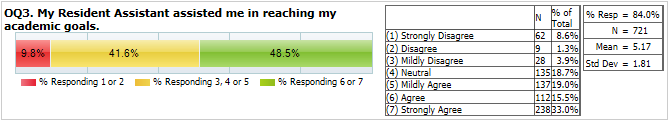 OQ3. My Resident Assistant assisted me in reaching my
academic goals.
9.8% 41.6% 48.5%
% Responding 1 or 2 % Responding 3, 4 or 5 % Responding 6 or 7
N % of Total
(1) Strongly Disagree 62 8.6%
(2) Disagree 9 1.3%
(3) Mildly Disagree 28 3.9%
(4) Neutral 135 18.7%
(5) Mildly Agree 137 19.0%
(6) Agree 112 15.5%
(7) Strongly Agree 238 33.0%
% Resp = 84.0%
N = 721
Mean = 5.17
Std Dev = 1.81